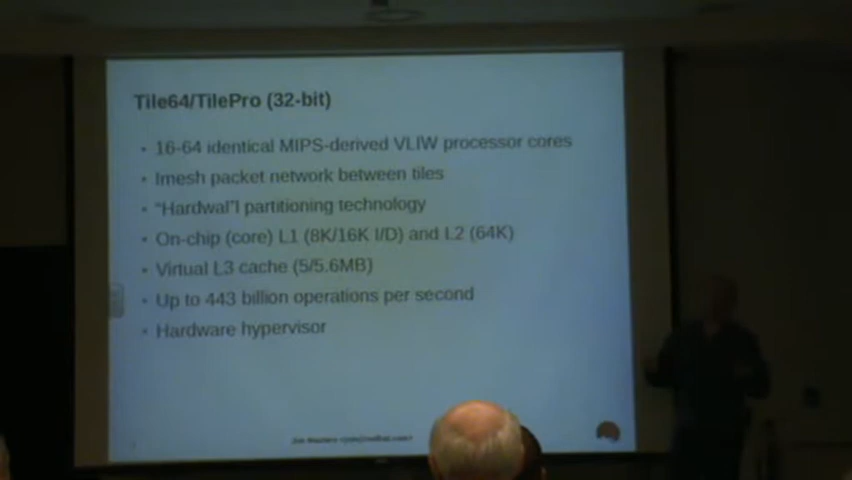 Tile64/TilePro (32-bit)
• 16-64 identical MIPS-derived VLIW processor cores
• Imesh packet network between tiles
• “Hardwal”l partitioning technology
• On-chip (core) L1 (8K/16K I/D) and L2 (64K)
• Virtual L3 cache (5/5.6MB)
• Up to 443 billion operations per second
• Hardware hypervisor